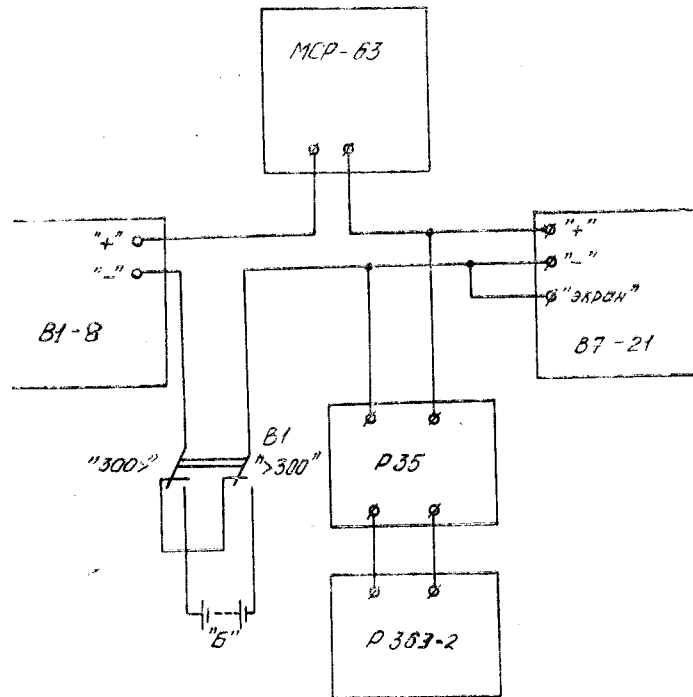 МСР-63
"+"
"-"
В1-8
"+"
"-"
"экран"
В7-21
В1
"300>"
">300"
Р35
"Б"
Р363-2